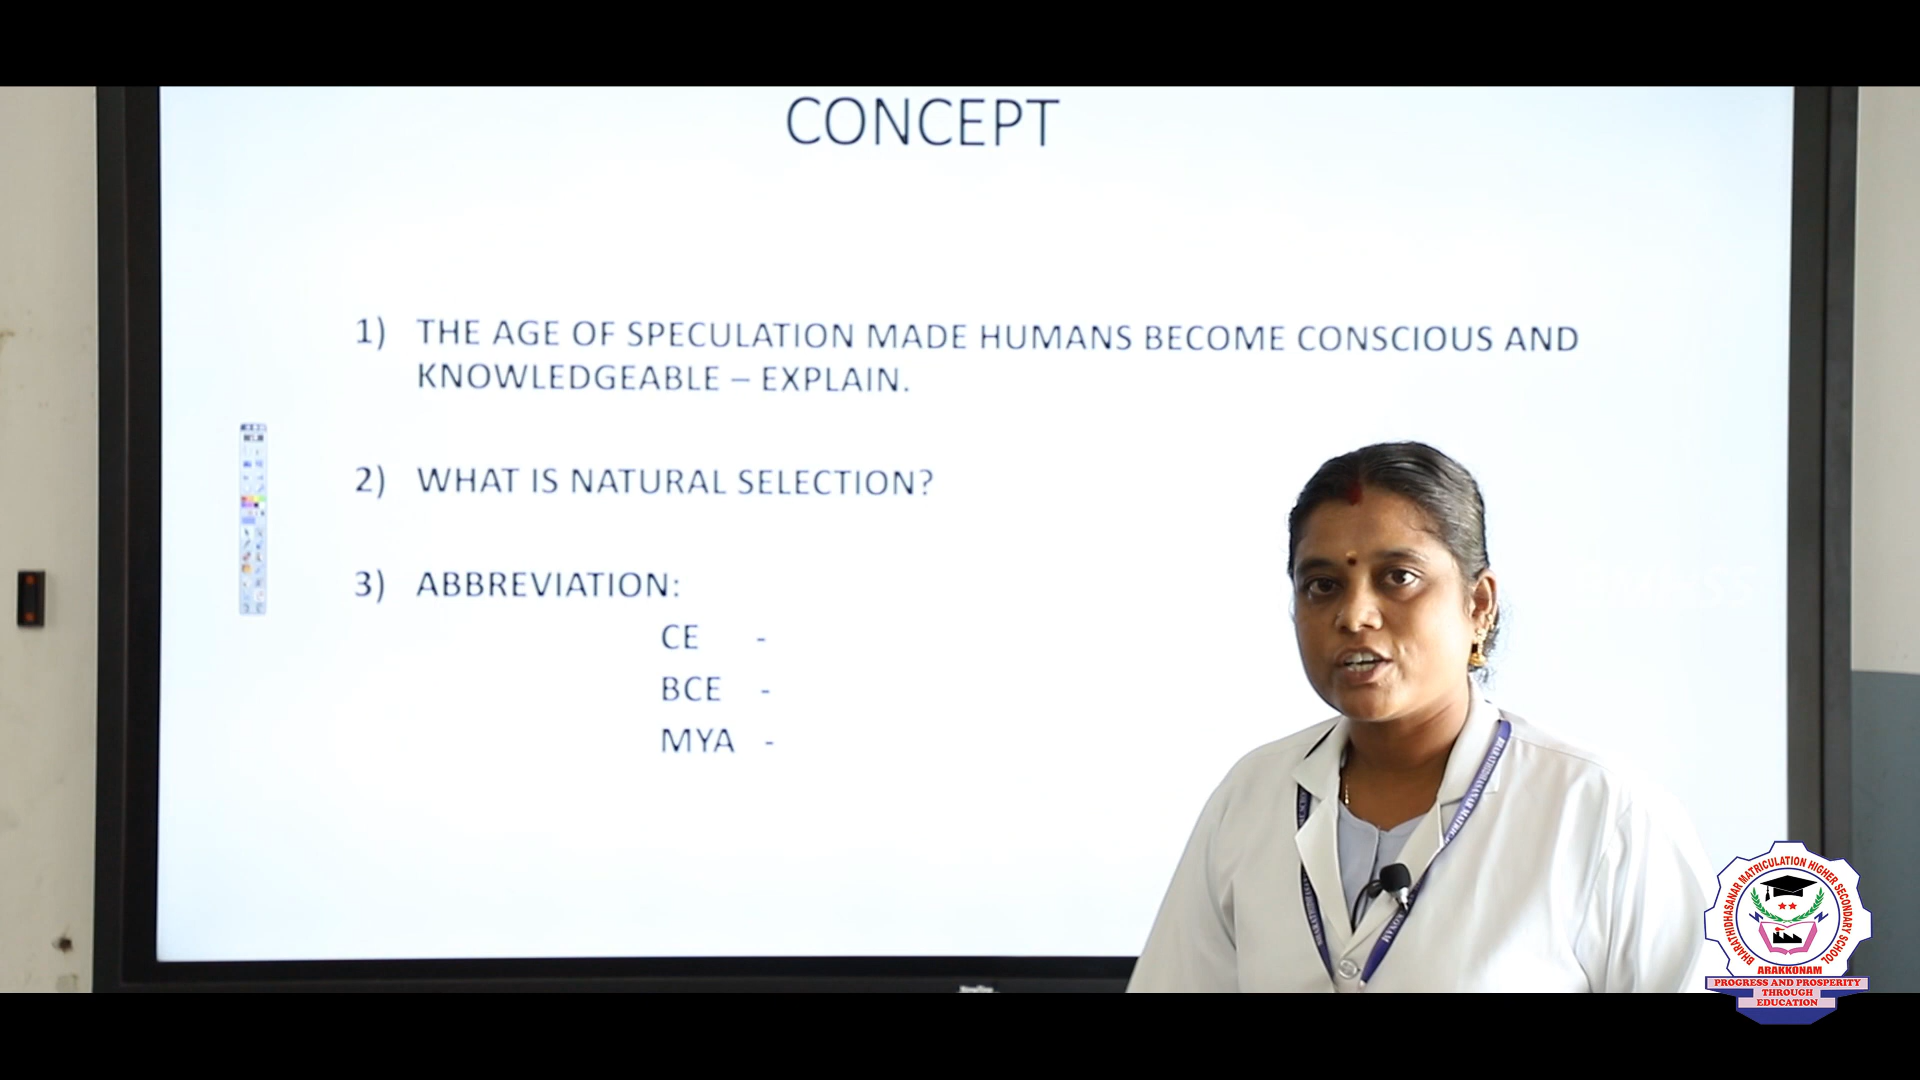 CONCEPT
1) THE AGE OF SPECULATION MADE HUMANS BECOME CONSCIOUS AND
KNOWLEDGEABLE – EXPLAIN.
2) WHAT IS NATURAL SELECTION?
3) ABBREVIATION:
CE -
BCE -
MYA -
BHARATHIDHASANAR MATRICULATION HIGHER SECONDARY SCHOOL
ARAKKONAM
PROGRESS AND PROSPERITY
THROUGH
EDUCATION